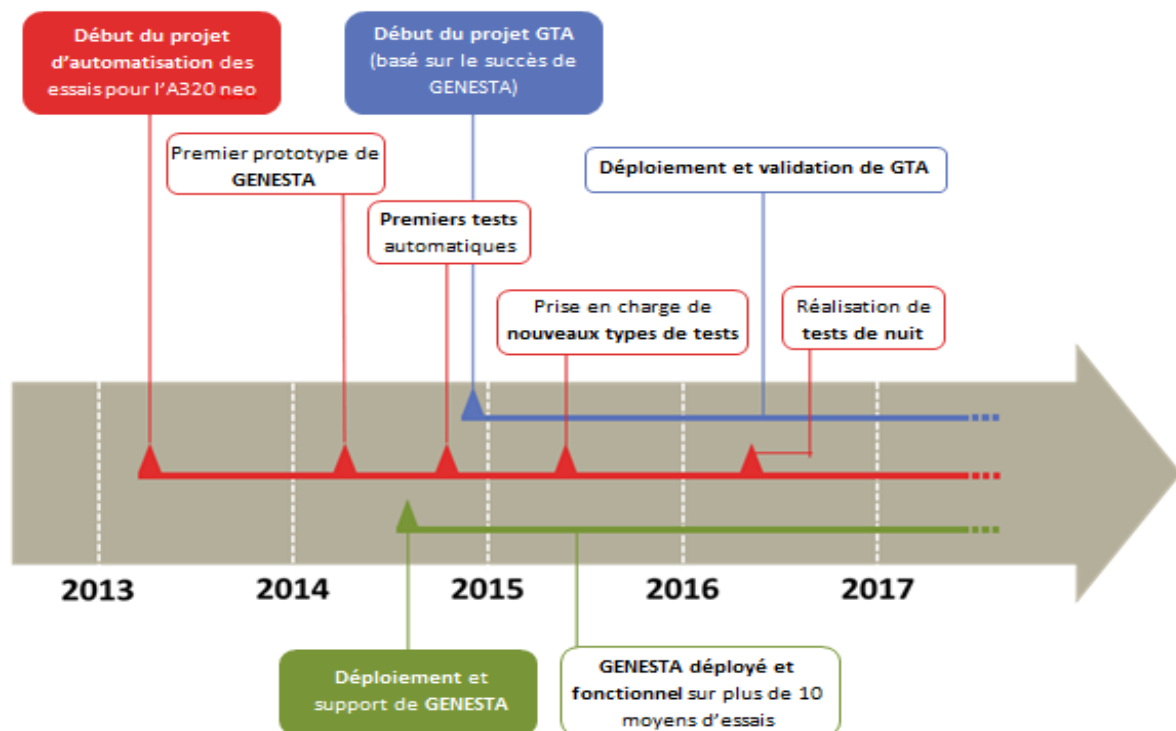 Début du projet
d'automatisation des
essais pour l'A320 neo
Début du projet GTA
(basé sur le succès de
GENESTA)
Premier prototype de
GENESTA
Déploiement et validation de GTA
Premiers tests
automatiques
Prise en charge de
nouveaux types de tests
Réalisation de
tests de nuit
2013
2014
2015
2016
2017
Déploiement et
support de GENESTA
GENESTA déployé et
fonctionnel sur plus de 10
moyens d'essais